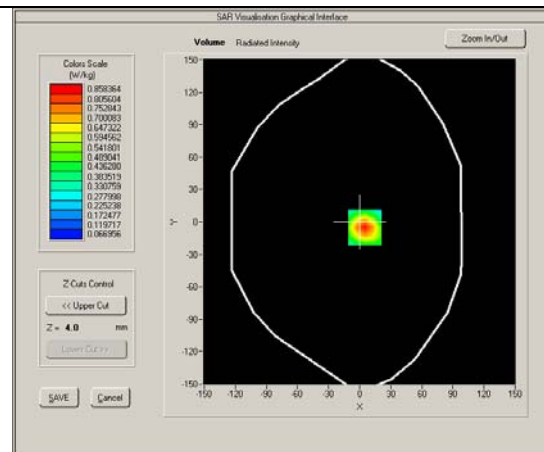 SAR Visualisation Graphical Interface
Volume Radiated Intensity
Zoom In/Out
Colors Scale
(W/kg)
0.858364
0.805604
0.752843
0.700083
0.647322
0.594562
0.541801
0.489041
0.436280
0.383519
0.330759
0.277998
0.225238
0.172477
0.119717
0.066956
Z Cuts Control
<< Upper Cut
Z = 4.0 mm
Lower Cut >>
SAVE
Cancel
150
120
90
60
30
0
-30
-60
-90
-120
-150
Y
-150 -120 -90 -60 -30 0 30 60 90 120 150
X